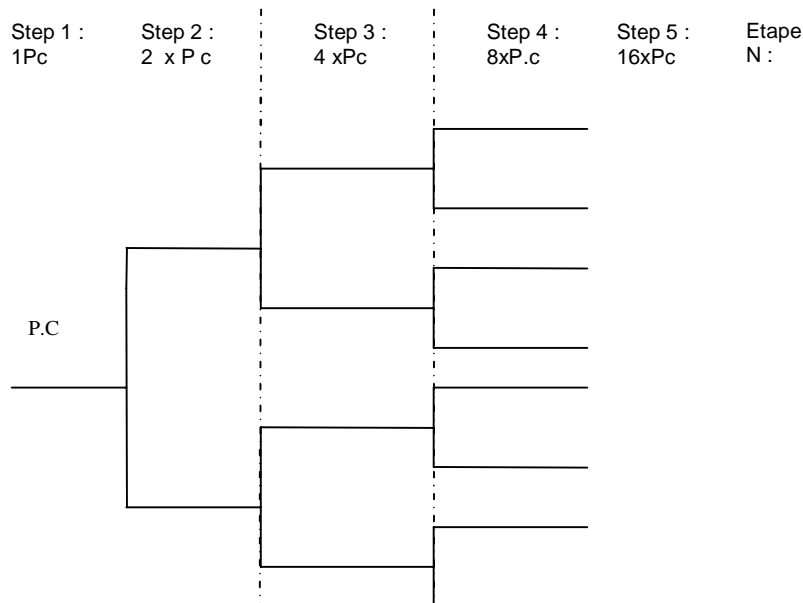 Step 1 :
1Pc
Step 2 :
2 x P c
Step 3 :
4 xPc
Step 4 :
8xP.c
Step 5 :
16xPc
Etape
N :
P.C